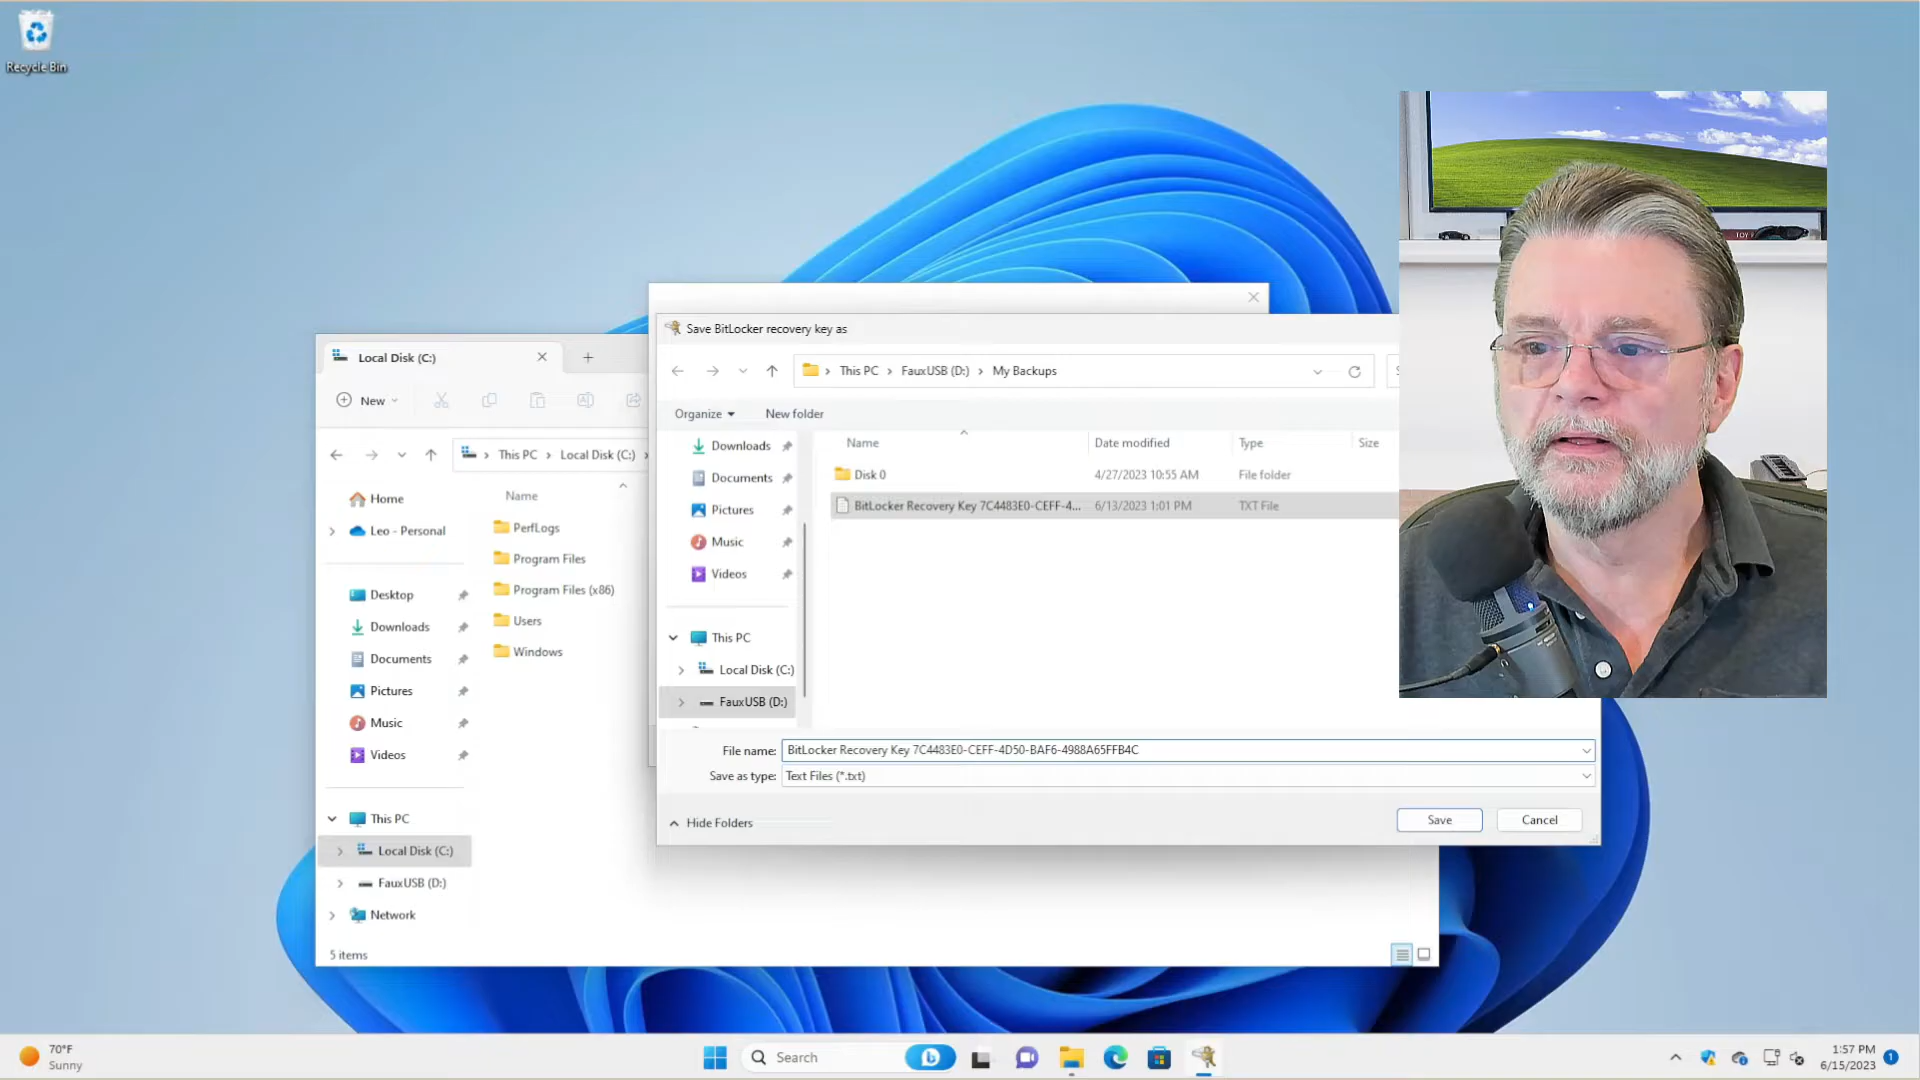 Recycle Bin
Save BitLocker recovery key as
This PC > FauxUSB (D:) > My Backups
Organize
New folder
Downloads
Documents
Pictures
Music
Videos
This PC
Local Disk (C:)
FauxUSB (D:)
Name
Date modified
Type
Size
Disk 0
4/27/2023 10:55 AM
File folder
BitLocker Recovery Key 7C4483E0-CEFF-4...
6/13/2023 1:01 PM
TXT File
File name:
BitLocker Recovery Key 7C4483E0-CEFF-4D50-BAF6-4988A65FFB4C
Save as type:
Text Files (*.txt)
Hide Folders
Save
Cancel
Local Disk (C:)
New
This PC > Local Disk (C:) >
Home
Leo - Personal
Desktop
Downloads
Documents
Pictures
Music
Videos
This PC
Local Disk (C:)
FauxUSB (D:)
Network
Name
PerfLogs
Program Files
Program Files (x86)
Users
Windows
5 items
70°F
Sunny
Search
1:57 PM
6/15/2023
1